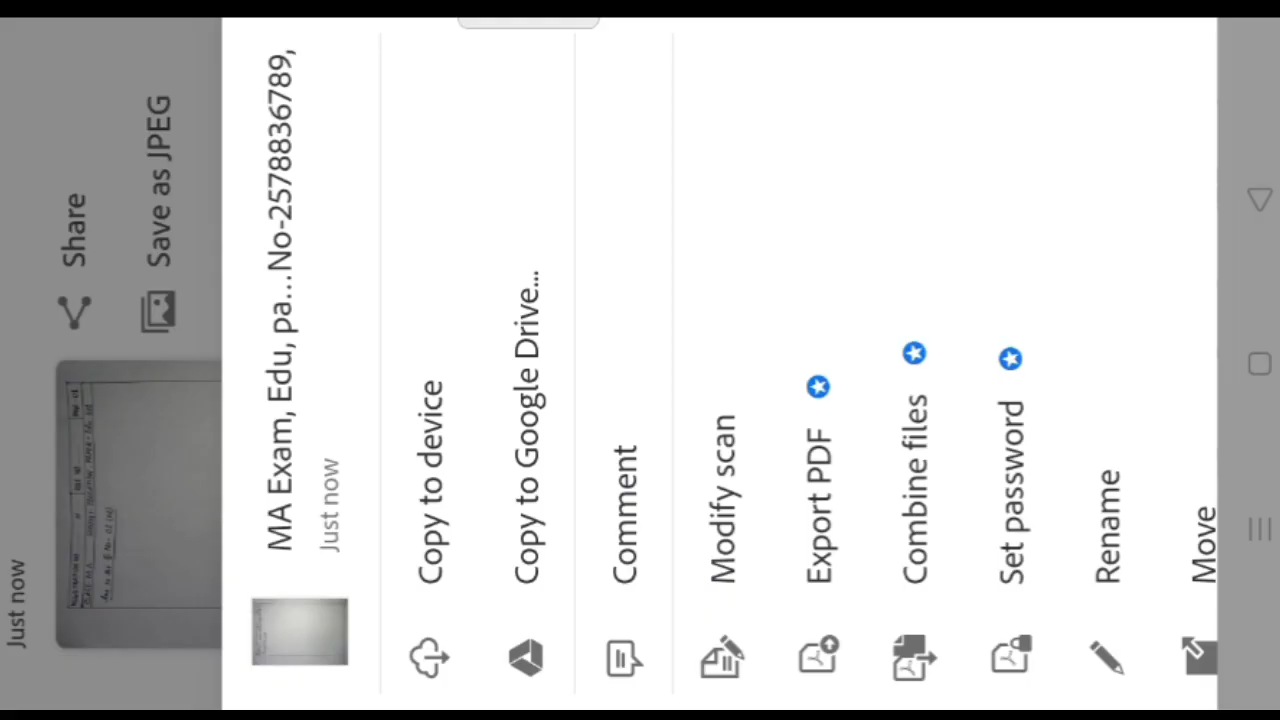 Just now
Share
Save as JPEG
MA Exam, Edu, pa...No-2578836789,
Just now
Copy to device
Copy to Google Drive...
Comment
Modify scan
Export PDF
Combine files
Set password
Rename
Move